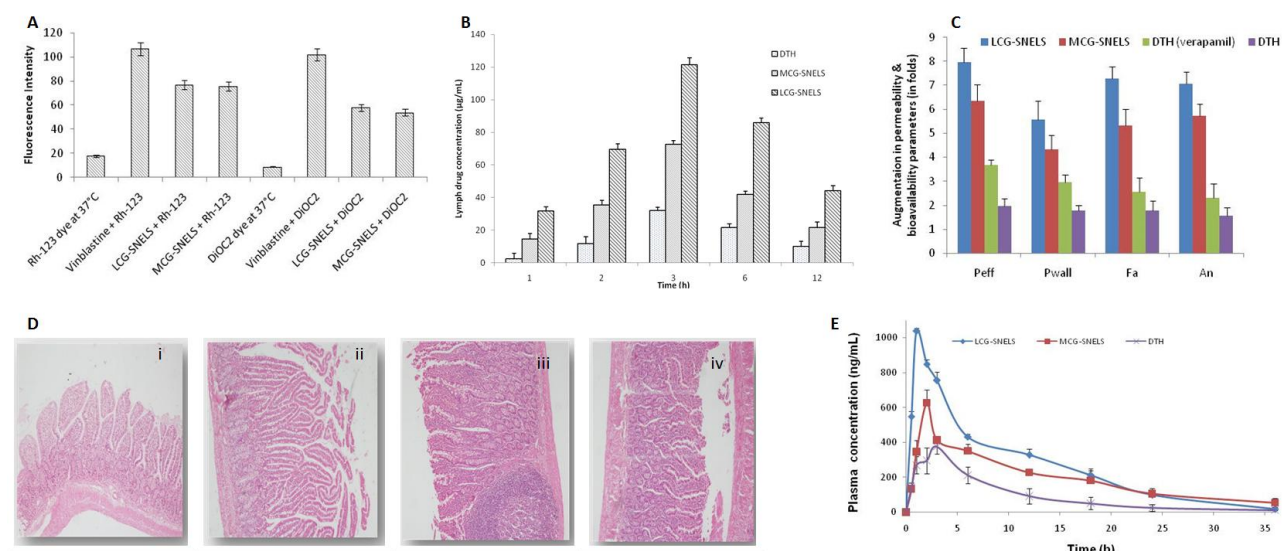 A
Fluorescence Intensity
120
100
80
60
40
20
0
Rh-123 dye at 37°C
Vinblastine + Rh-123
LCG-SNELS + Rh-123
MCG-SNELS + Rh-123
DiOC2 dye at 37°C
Vinblastine + DiOC2
LCG-SNELS + DiOC2
MCG-SNELS + DiOC2
B
Lymph drug concentration (µg/mL)
140
120
100
80
60
40
20
0
DTH
MCG-SNELS
LCG-SNELS
1 2 3 6 12
Time (h)
C
Augmentaion in permeability &
bioavailability parameters (in folds)
LCG-SNELS MCG-SNELS DTH (verapamil) DTH
9
8
7
6
5
4
3
2
1
0
Peff Pwall Fa An
D
i
ii
iii
iv
E
Plasma concentration (ng/mL)
LCG-SNELS MCG-SNELS DTH
1000
800
600
400
200
0
0 5 10 15 20 25 30 35
Time (h)